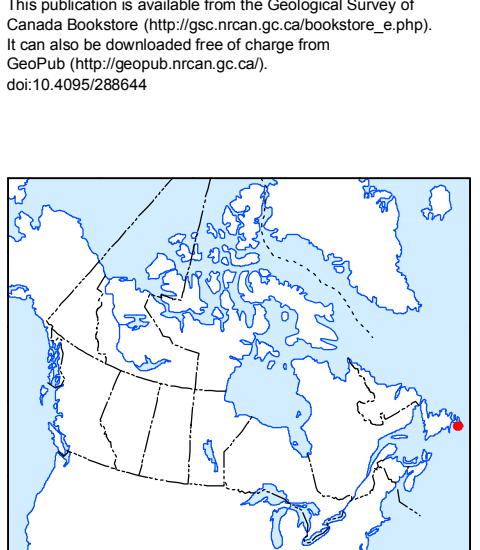 This publication is available from the Geological Survey of
Canada Bookstore (http://gsc.nrcan.gc.ca/bookstore_e.php).
It can also be downloaded free of charge from
GeoPub (http://geopub.nrcan.gc.ca/).
doi:10.4095/288644